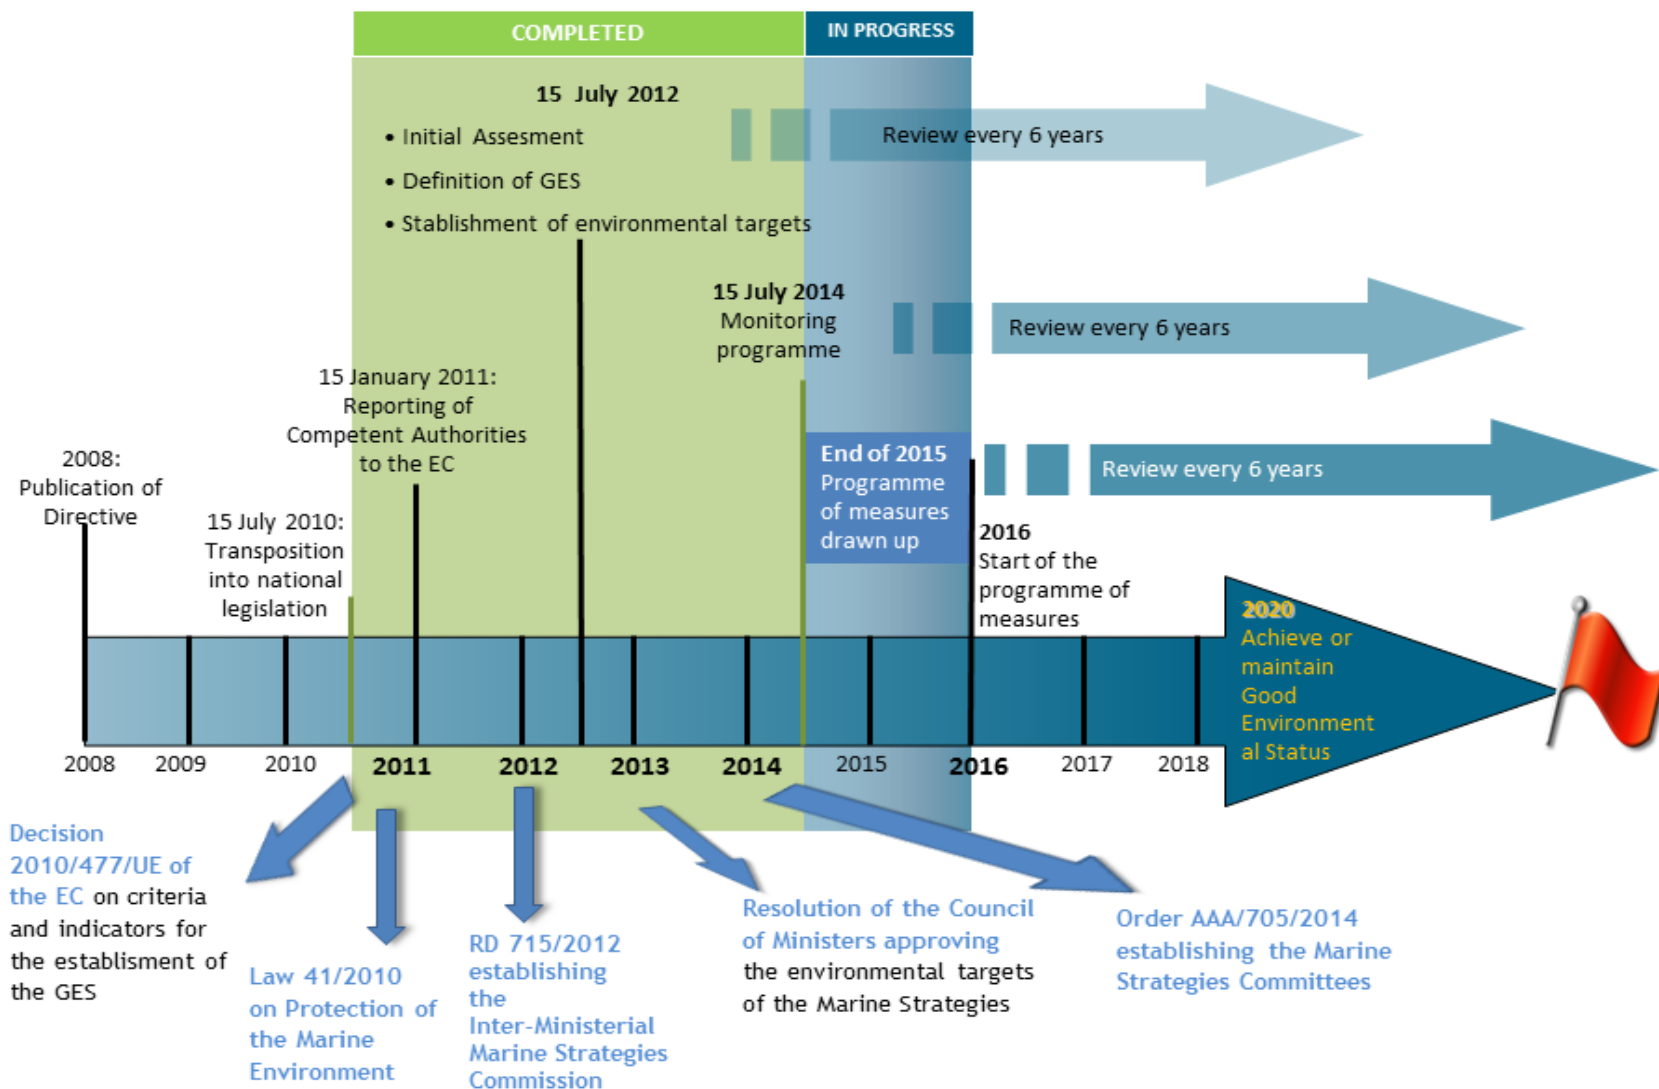 COMPLETED
IN PROGRESS
15 July 2012
• Initial Assesment
• Definition of GES
• Stablishment of environmental targets
Review every 6 years
15 July 2014
Monitoring
programme
Review every 6 years
15 January 2011:
Reporting of
Competent Authorities
to the EC
2008:
Publication of
Directive
15 July 2010:
Transposition
into national
legislation
End of 2015
Programme
of measures
drawn up
Review every 6 years
2016
Start of the
programme of
measures
2020
Achieve or
maintain
Good
Environment
al Status
2008
2009
2010
2011
2012
2013
2014
2015
2016
2017
2018
Decision
2010/477/UE of
the EC on criteria
and indicators for
the establisment of
the GES
Law 41/2010
on Protection of
the Marine
Environment
RD 715/2012
establishing
the
Inter-Ministerial
Marine Strategies
Commission
Resolution of the Council
of Ministers approving
the environmental targets
of the Marine Strategies
Order AAA/705/2014
establishing the Marine
Strategies Committees